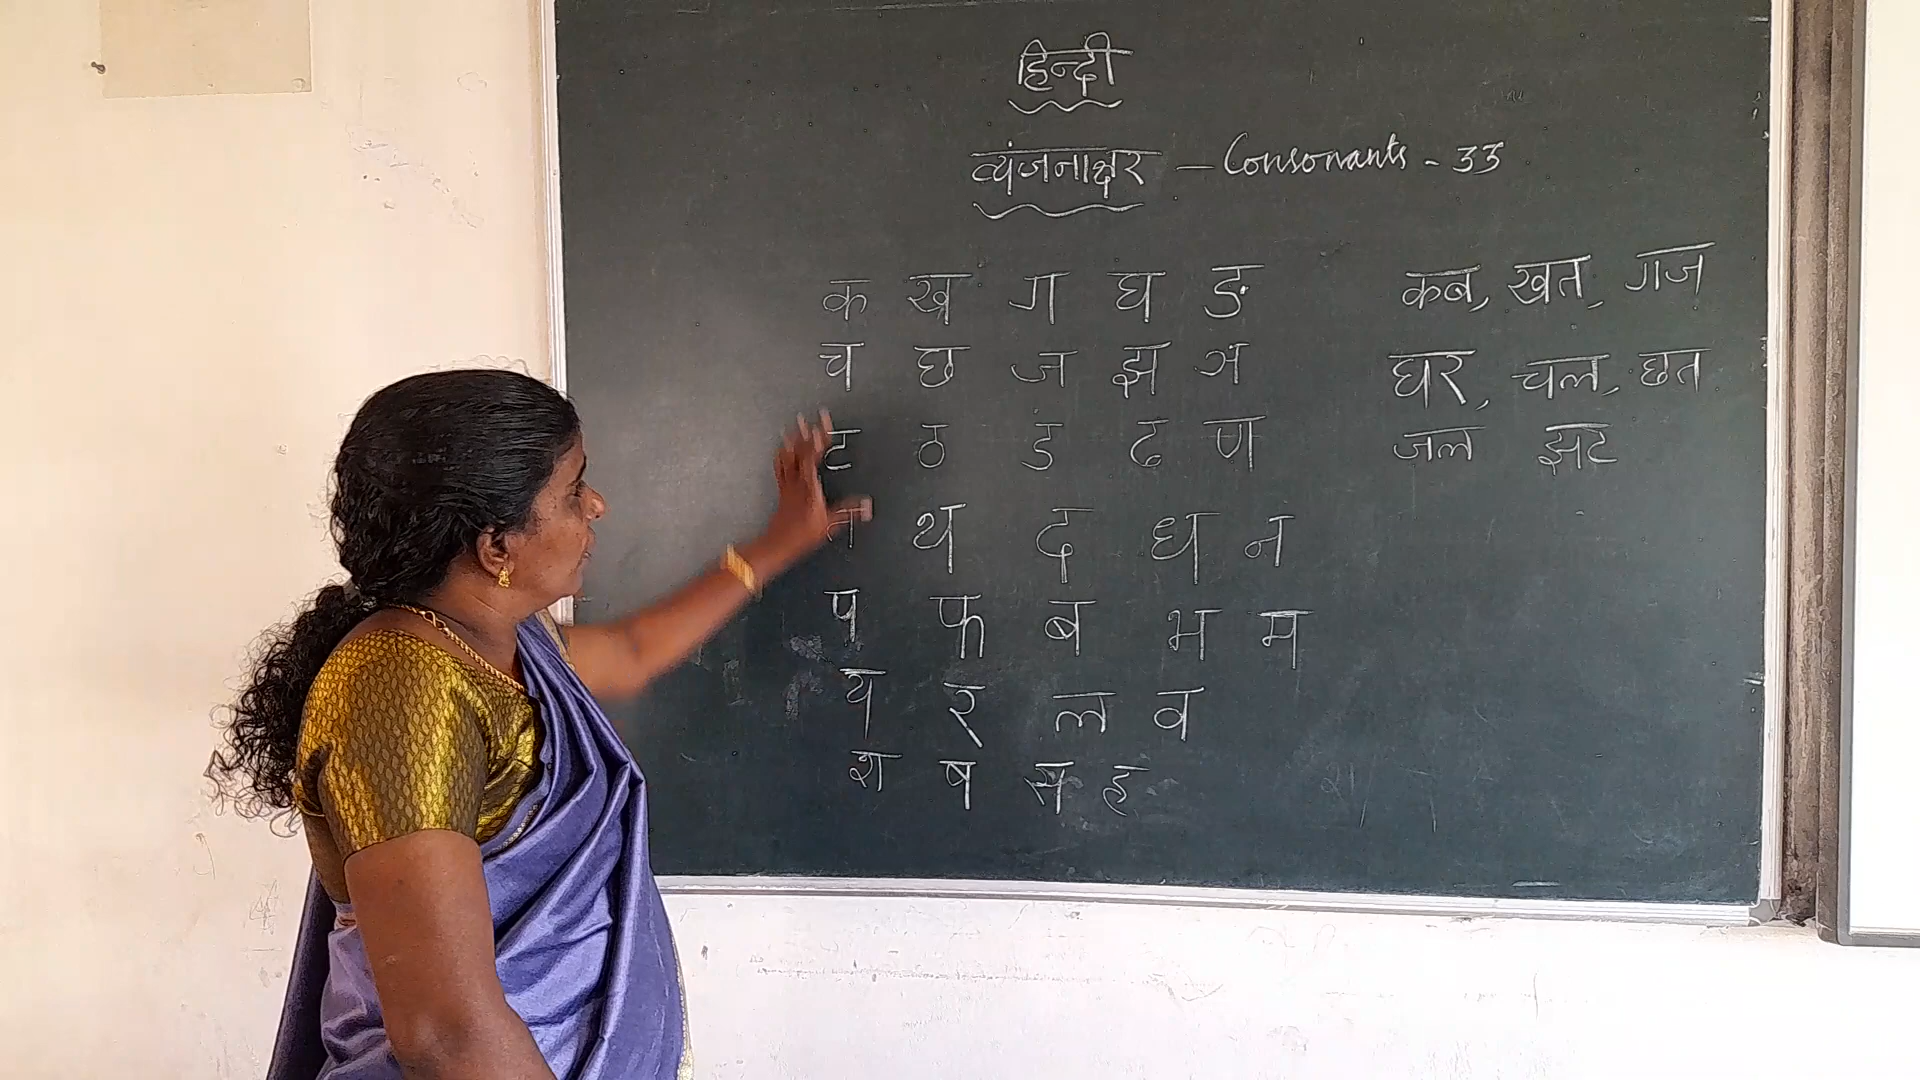 हिन्दी
व्यंजनाक्षर - Consonants - 33
क ख ग घ ङ
च छ ज झ ञ
ट ठ ड ढ ण
त थ द ध न
प फ ब भ म
य र ल व
श ष स ह
कब, खत, गज
घर, चल, छत
जल झट